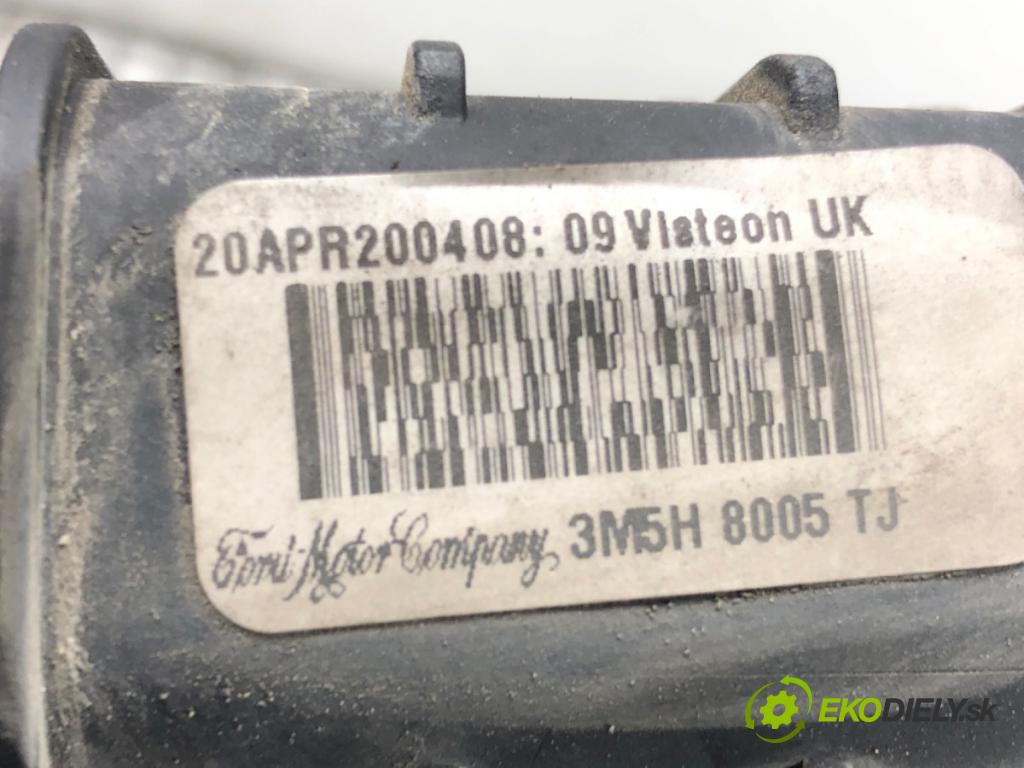 20APR200408: 09 Visteon UK
Ford Motor Company 3M5H 8005 TJ
EKODIELY.sk